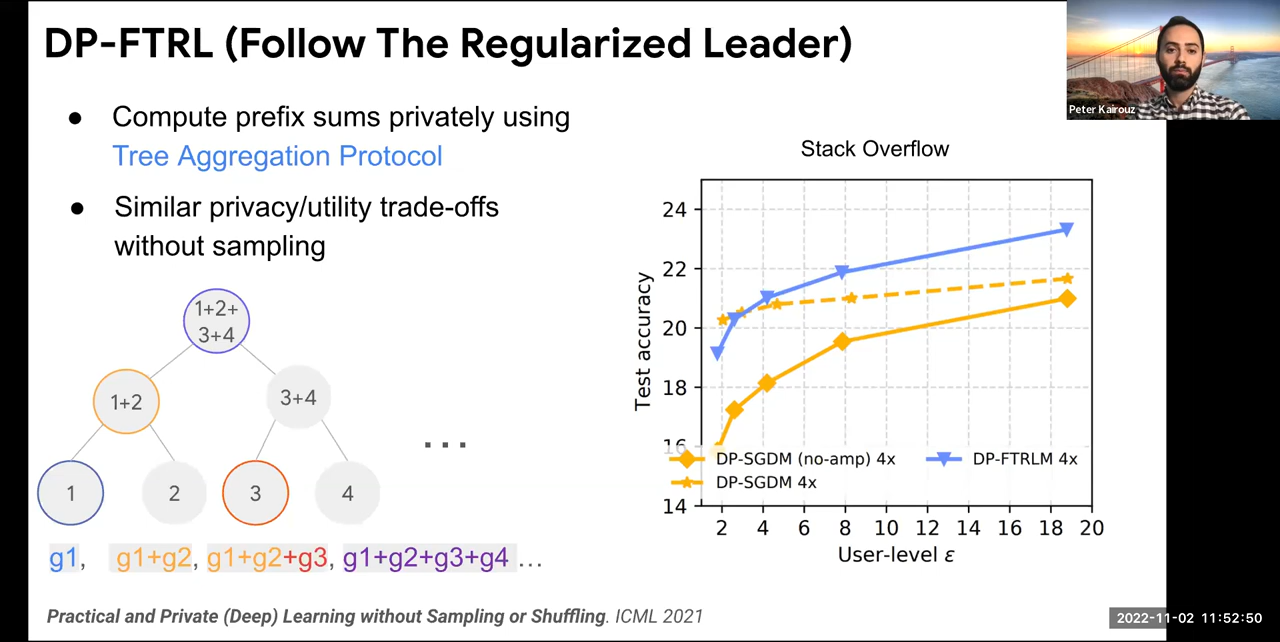 DP-FTRL (Follow The Regularized Leader)
Peter Kairouz
● Compute prefix sums privately using
Tree Aggregation Protocol
● Similar privacy/utility trade-offs
without sampling
1+2+
3+4
1+2
3+4
1
2
3
4
...
g1, g1+g2, g1+g2+g3, g1+g2+g3+g4 ...
Stack Overflow
Test accuracy
24
22
20
18
16
14
DP-SGDM (no-amp) 4x
DP-FTRLM 4x
DP-SGDM 4x
2 4 6 8 10 12 14 16 18 20
User-level ε
Practical and Private (Deep) Learning without Sampling or Shuffling. ICML 2021
2022-11-02 11:52:50